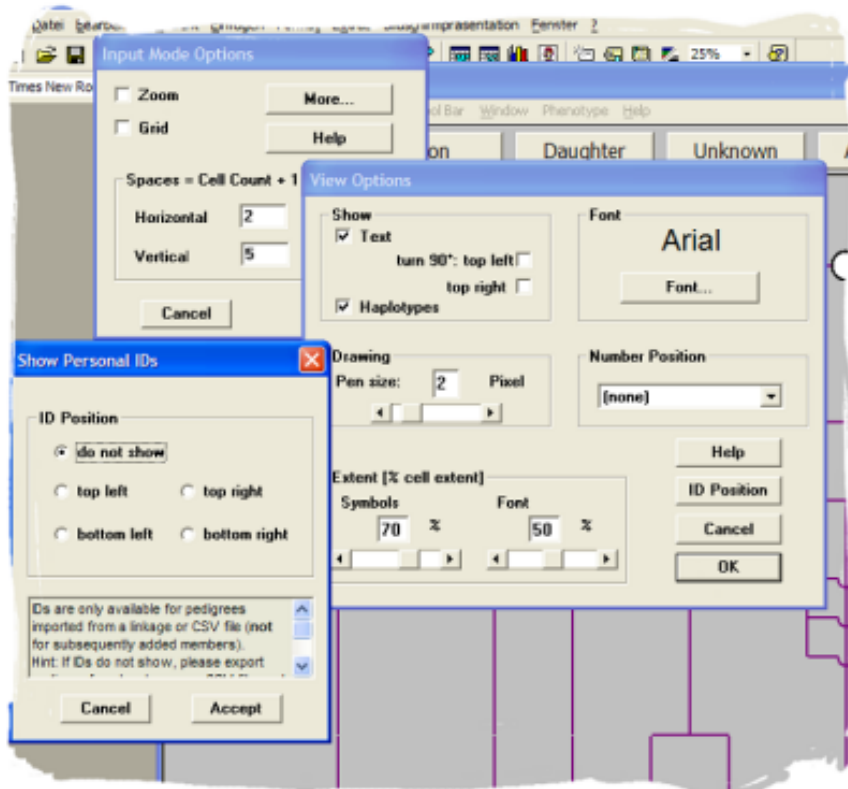 Datei
Fenster ?
25%
Times New Ro
Input Mode Options
Zoom
More...
Grid
Help
Spaces = Cell Count + 1
Horizontal 2
Vertical 5
Cancel
Bar Window Phenotype Help
on Daughter Unknown A
View Options
Show
Text
turn 90°: top left
top right
Haplotypes
Font
Arial
Font...
Drawing
Pen size: 2 Pixel
Number Position
(none)
Extent [% cell extent]
Symbols Font
70 % 50 %
Help
ID Position
Cancel
OK
Show Personal IDs
ID Position
do not show
top left top right
bottom left bottom right
IDs are only available for pedigrees
imported from a linkage or CSV file (not
for subsequently added members).
Hint: If IDs do not show, please export
Cancel Accept